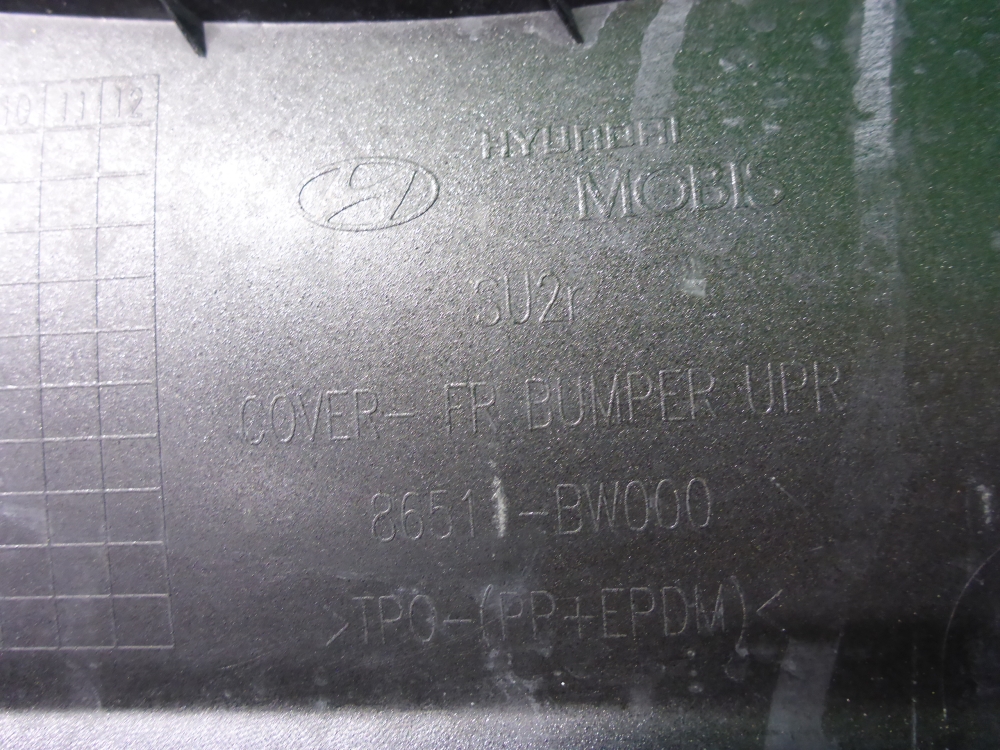 10 11 12
HYUNDAI
MOBIS
SU2r
COVER- FR BUMPER UPR
86511-BW000
>TPO-(PP+EPDM)<